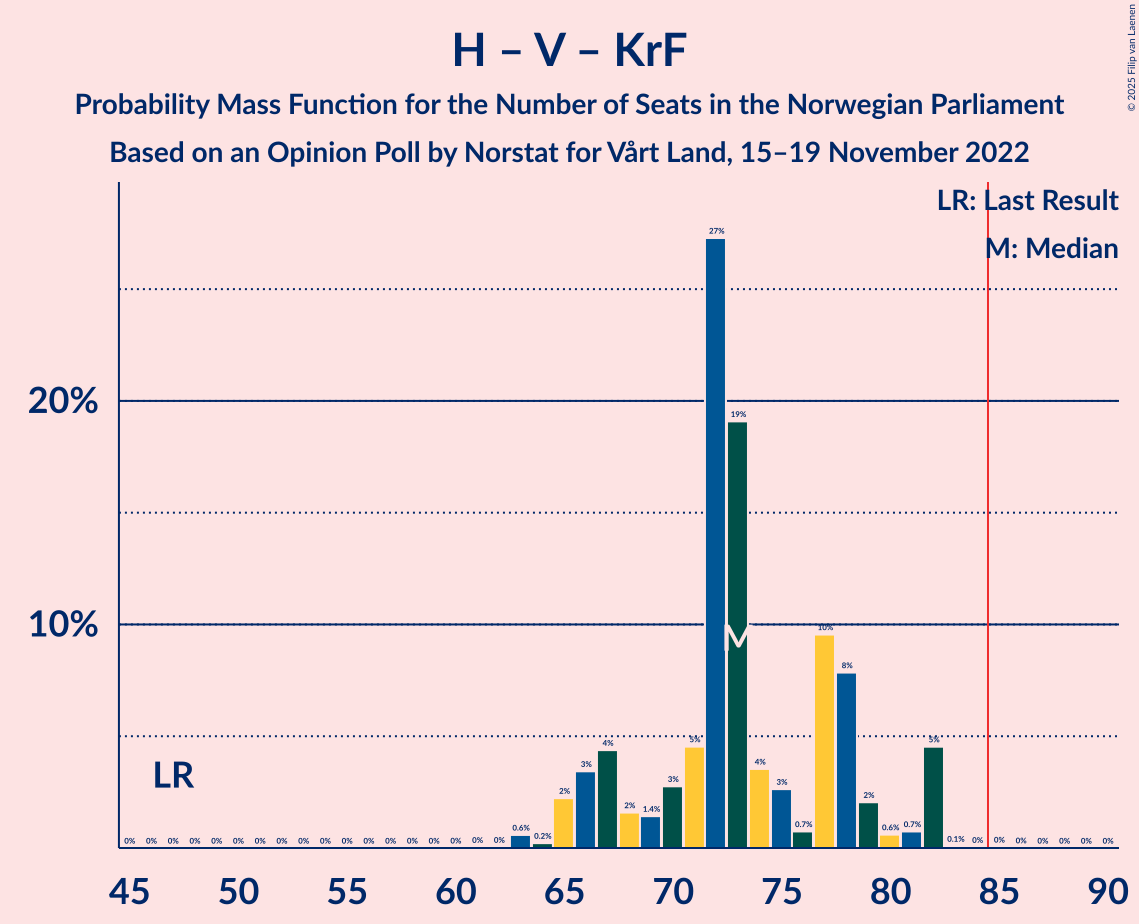 H – V – KrF
Probability Mass Function for the Number of Seats in the Norwegian Parliament
Based on an Opinion Poll by Norstat for Vårt Land, 15–19 November 2022
© 2025 Filip van Laenen
LR: Last Result
M: Median
20%
10%
LR
M
0% 0% 0% 0% 0% 0% 0% 0% 0% 0% 0% 0% 0% 0% 0% 0% 0% 0% 0.6% 0.2% 2% 3% 4% 2% 1.4% 3% 5% 27% 19% 4% 3% 0.7% 10% 8% 2% 0.6% 0.7% 5% 0.1% 0% 0% 0% 0% 0% 0% 0%
45 50 55 60 65 70 75 80 85 90